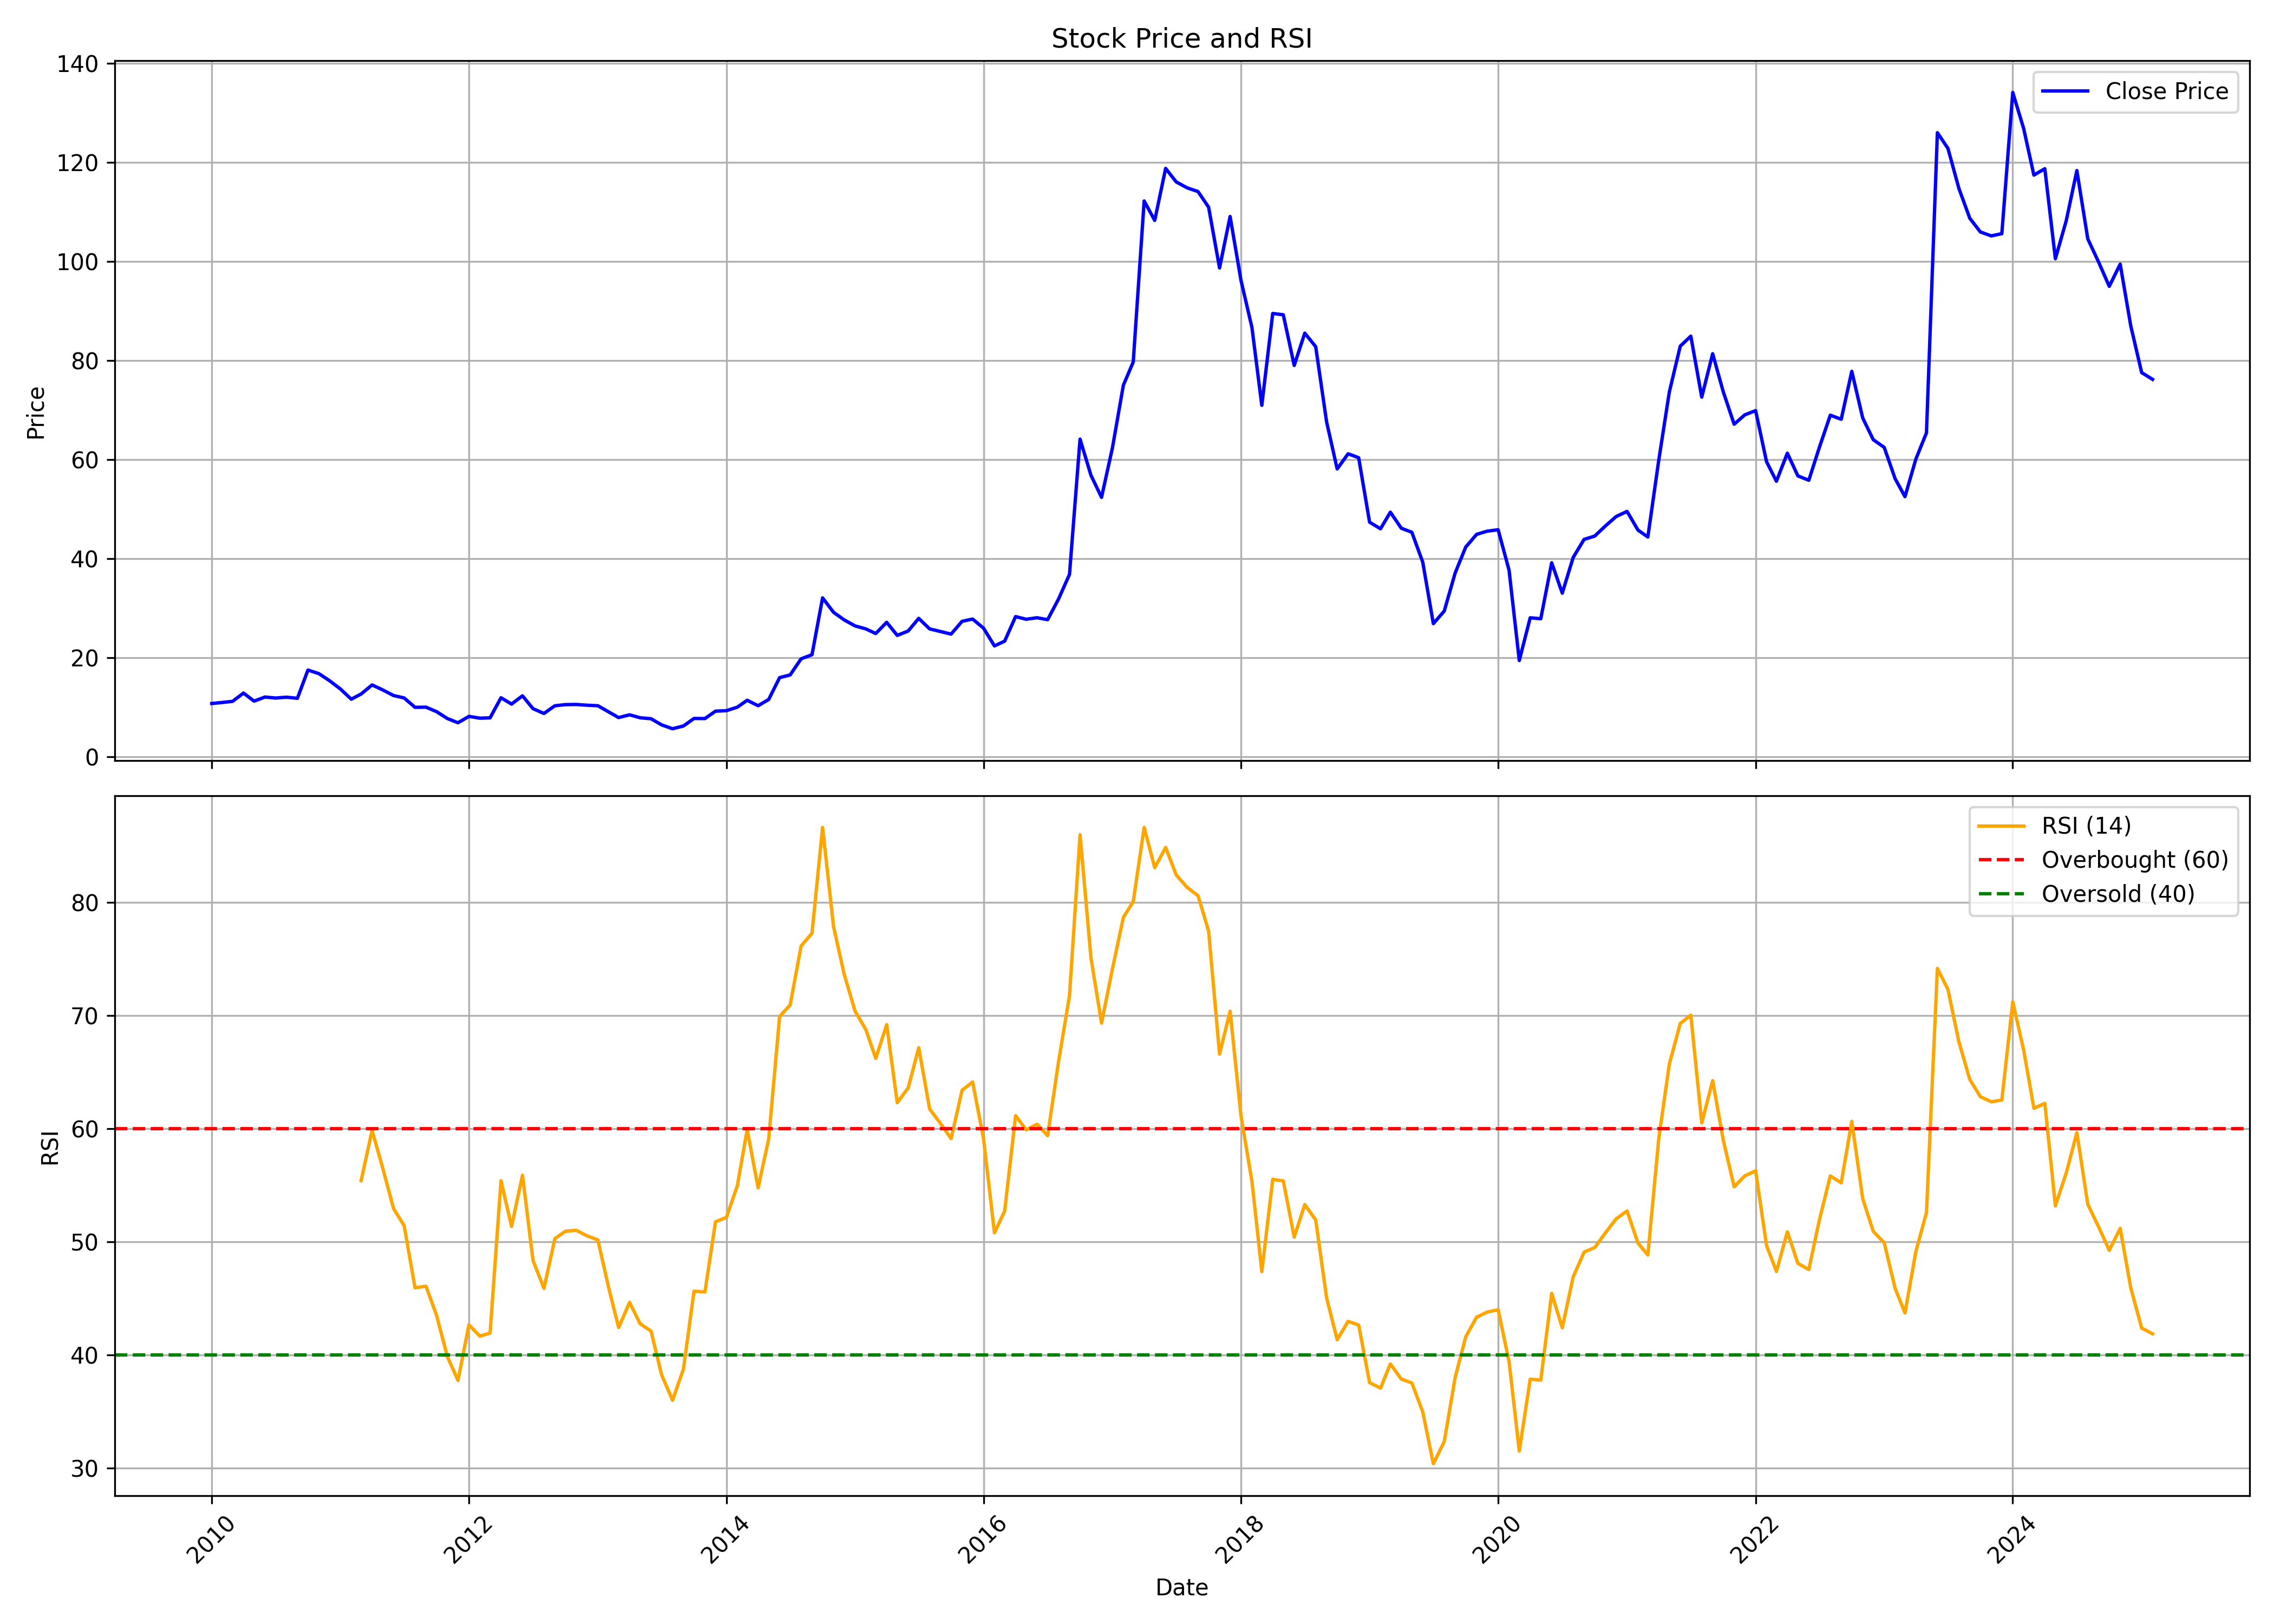 Stock Price and RSI
140
120
100
80
60
40
20
0
Price
Close Price
80
70
60
50
40
30
RSI
RSI (14)
Overbought (60)
Oversold (40)
2010
2012
2014
2016
2018
2020
2022
2024
Date